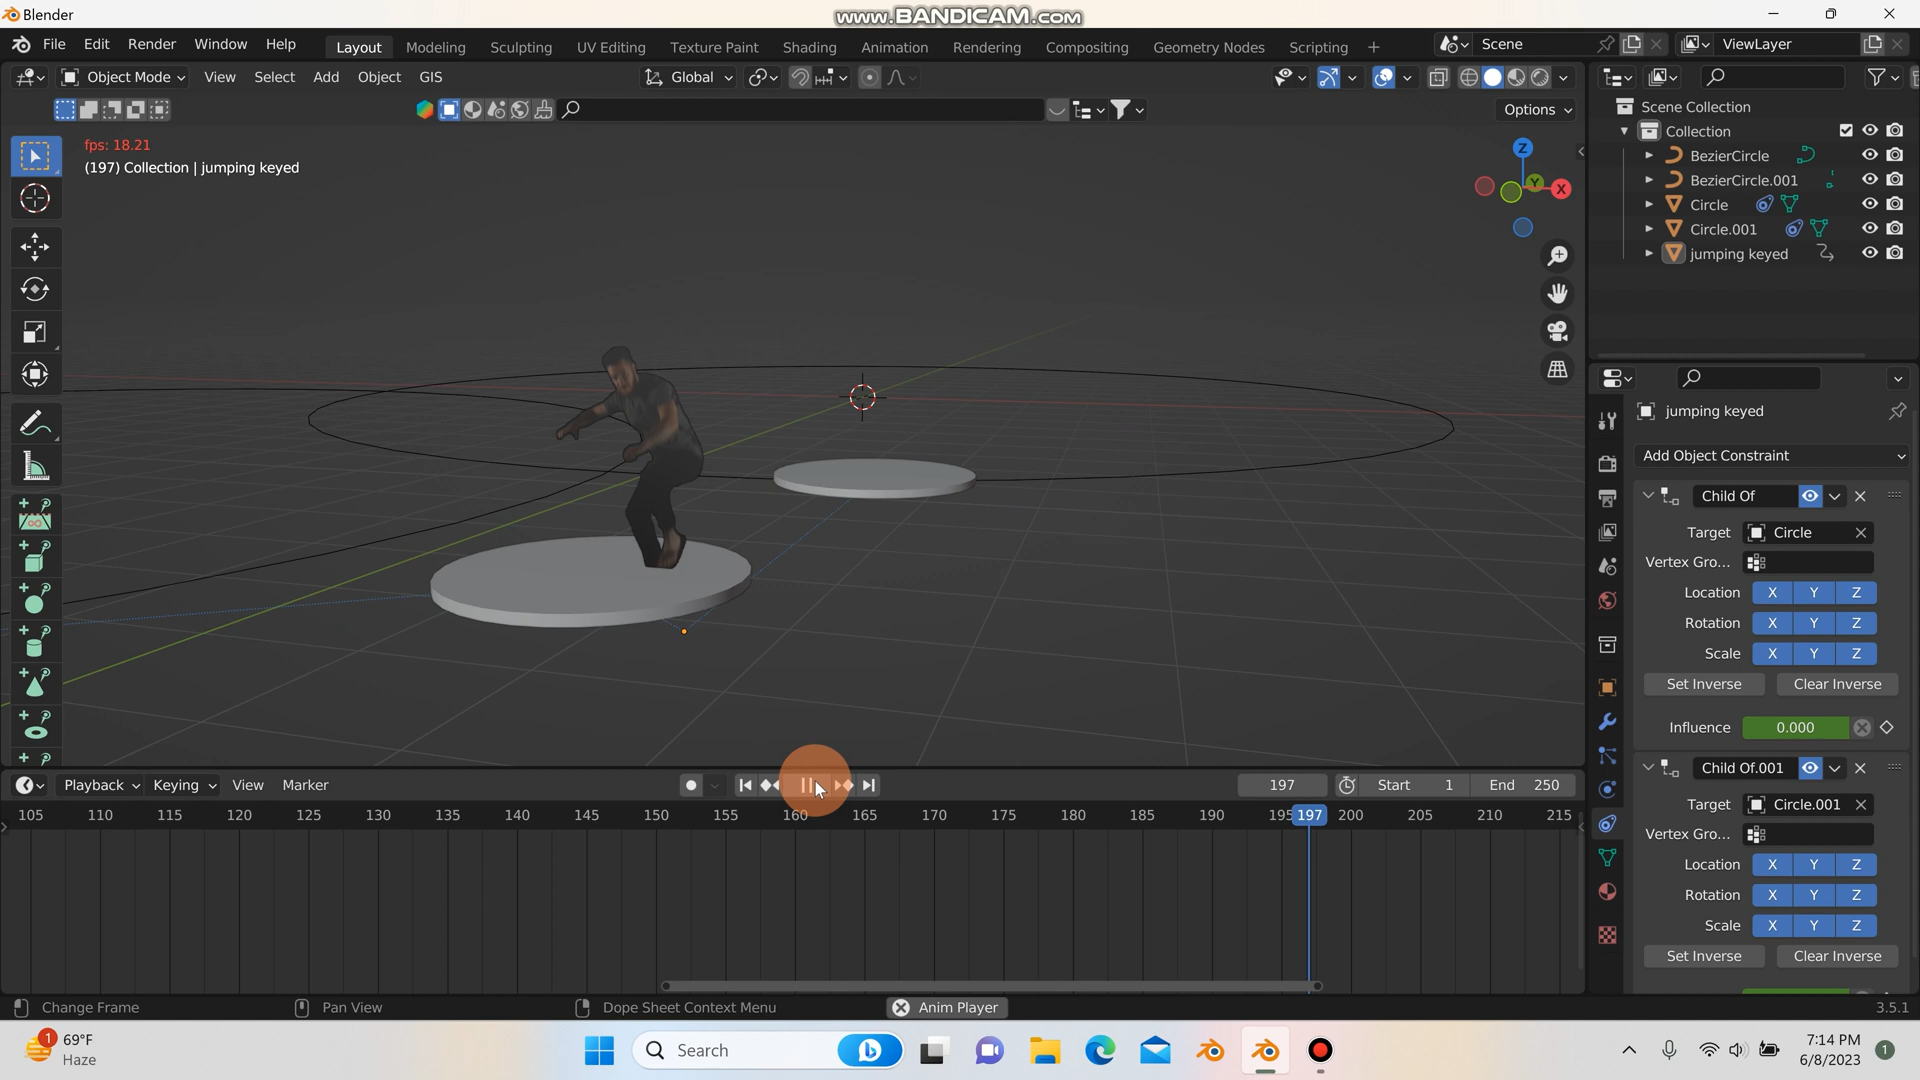 Blender
www.BANDICAM.com
File Edit Render Window Help Layout Modeling Sculpting UV Editing Texture Paint Shading Animation Rendering Compositing Geometry Nodes Scripting + Scene ViewLayer
Object Mode View Select Add Object GIS Global
Options
fps: 18.21
(197) Collection | jumping keyed
Z
Y
X
Scene Collection
Collection
BezierCircle
BezierCircle.001
Circle
Circle.001
jumping keyed
jumping keyed
Add Object Constraint
Child Of
Target Circle
Vertex Gro...
Location X Y Z
Rotation X Y Z
Scale X Y Z
Set Inverse Clear Inverse
Influence 0.000
Child Of.001
Target Circle.001
Vertex Gro...
Location X Y Z
Rotation X Y Z
Scale X Y Z
Set Inverse Clear Inverse
Playback Keying View Marker 197 Start 1 End 250
105 110 115 120 125 130 135 140 145 150 155 160 165 170 175 180 185 190 195 197 200 205 210 215
Change Frame Pan View Dope Sheet Context Menu Anim Player 3.5.1
1
69°F
Haze
Search
7:14 PM
6/8/2023
1